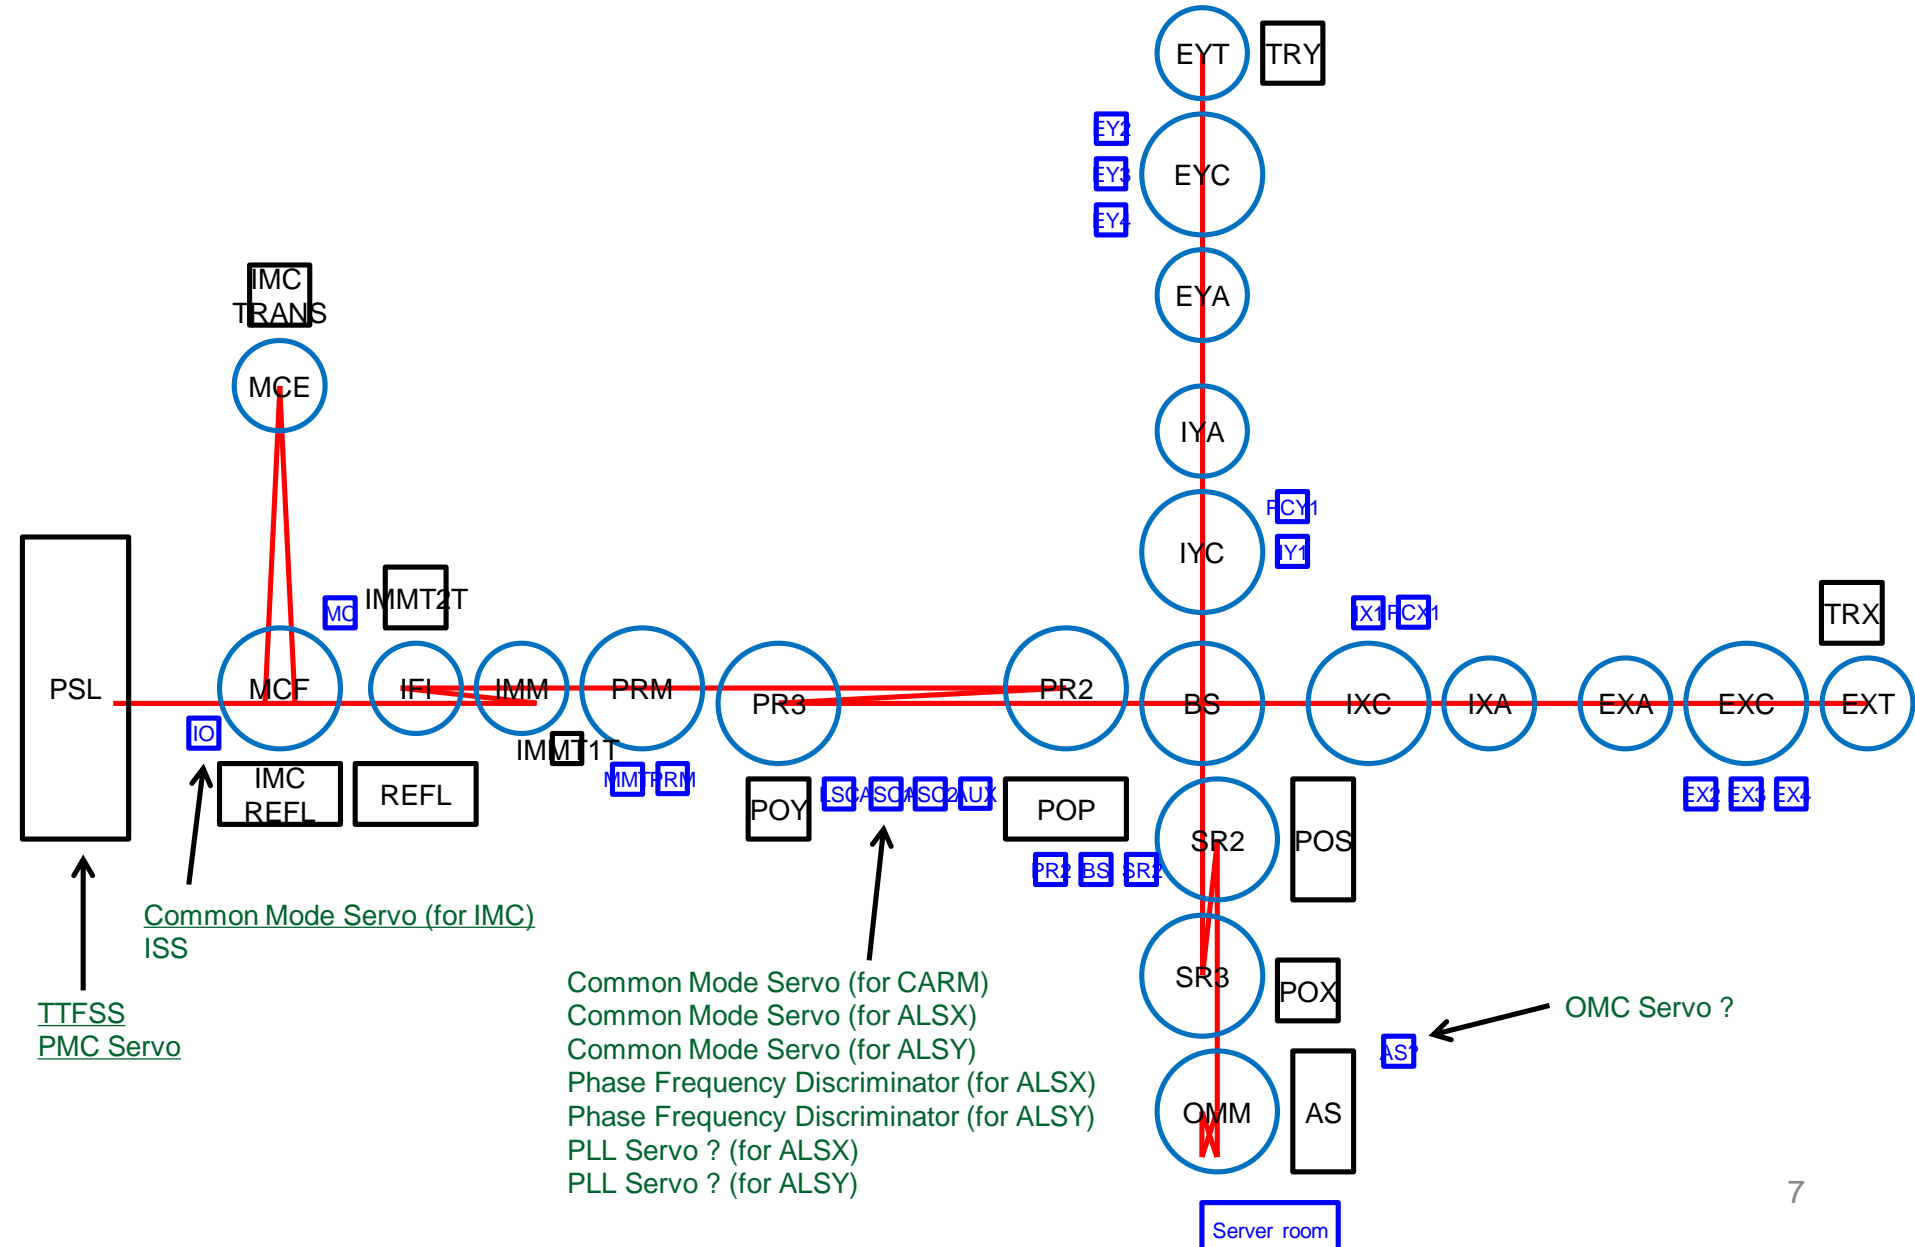 EYT
TRY
EY2
EY3
EYC
EY4
IMC
TRANS
EYA
MCE
IYA
PCY1
IYC
IY1
MC
IMMT2T
IX1
PCX1
TRX
PSL
MCF
IFI
IMM
PRM
PR3
PR2
BS
IXC
IXA
EXA
EXC
EXT
IO
IMMT1T
IMC
REFL
REFL
MMT
PRM
POY
LSC
ASC1
ASC2
AUX
POP
SR2
POS
EX2
EX3
EX4
PR2
BS
SR2
Common Mode Servo (for IMC)
ISS
SR3
POX
TTFSS
PMC Servo
Common Mode Servo (for CARM)
Common Mode Servo (for ALSX)
Common Mode Servo (for ALSY)
Phase Frequency Discriminator (for ALSX)
Phase Frequency Discriminator (for ALSY)
PLL Servo ? (for ALSX)
PLL Servo ? (for ALSY)
OMC Servo ?
AS?
OMM
AS
7
Server room